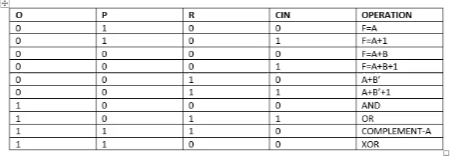 O P R CIN OPERATION
0 1 0 0 F=A
0 1 0 1 F=A+1
0 0 0 0 F=A+B
0 0 0 1 F=A+B+1
0 0 1 0 A+B'
0 0 1 1 A+B'+1
1 0 0 0 AND
1 0 1 1 OR
1 1 1 0 COMPLEMENT-A
1 1 0 0 XOR